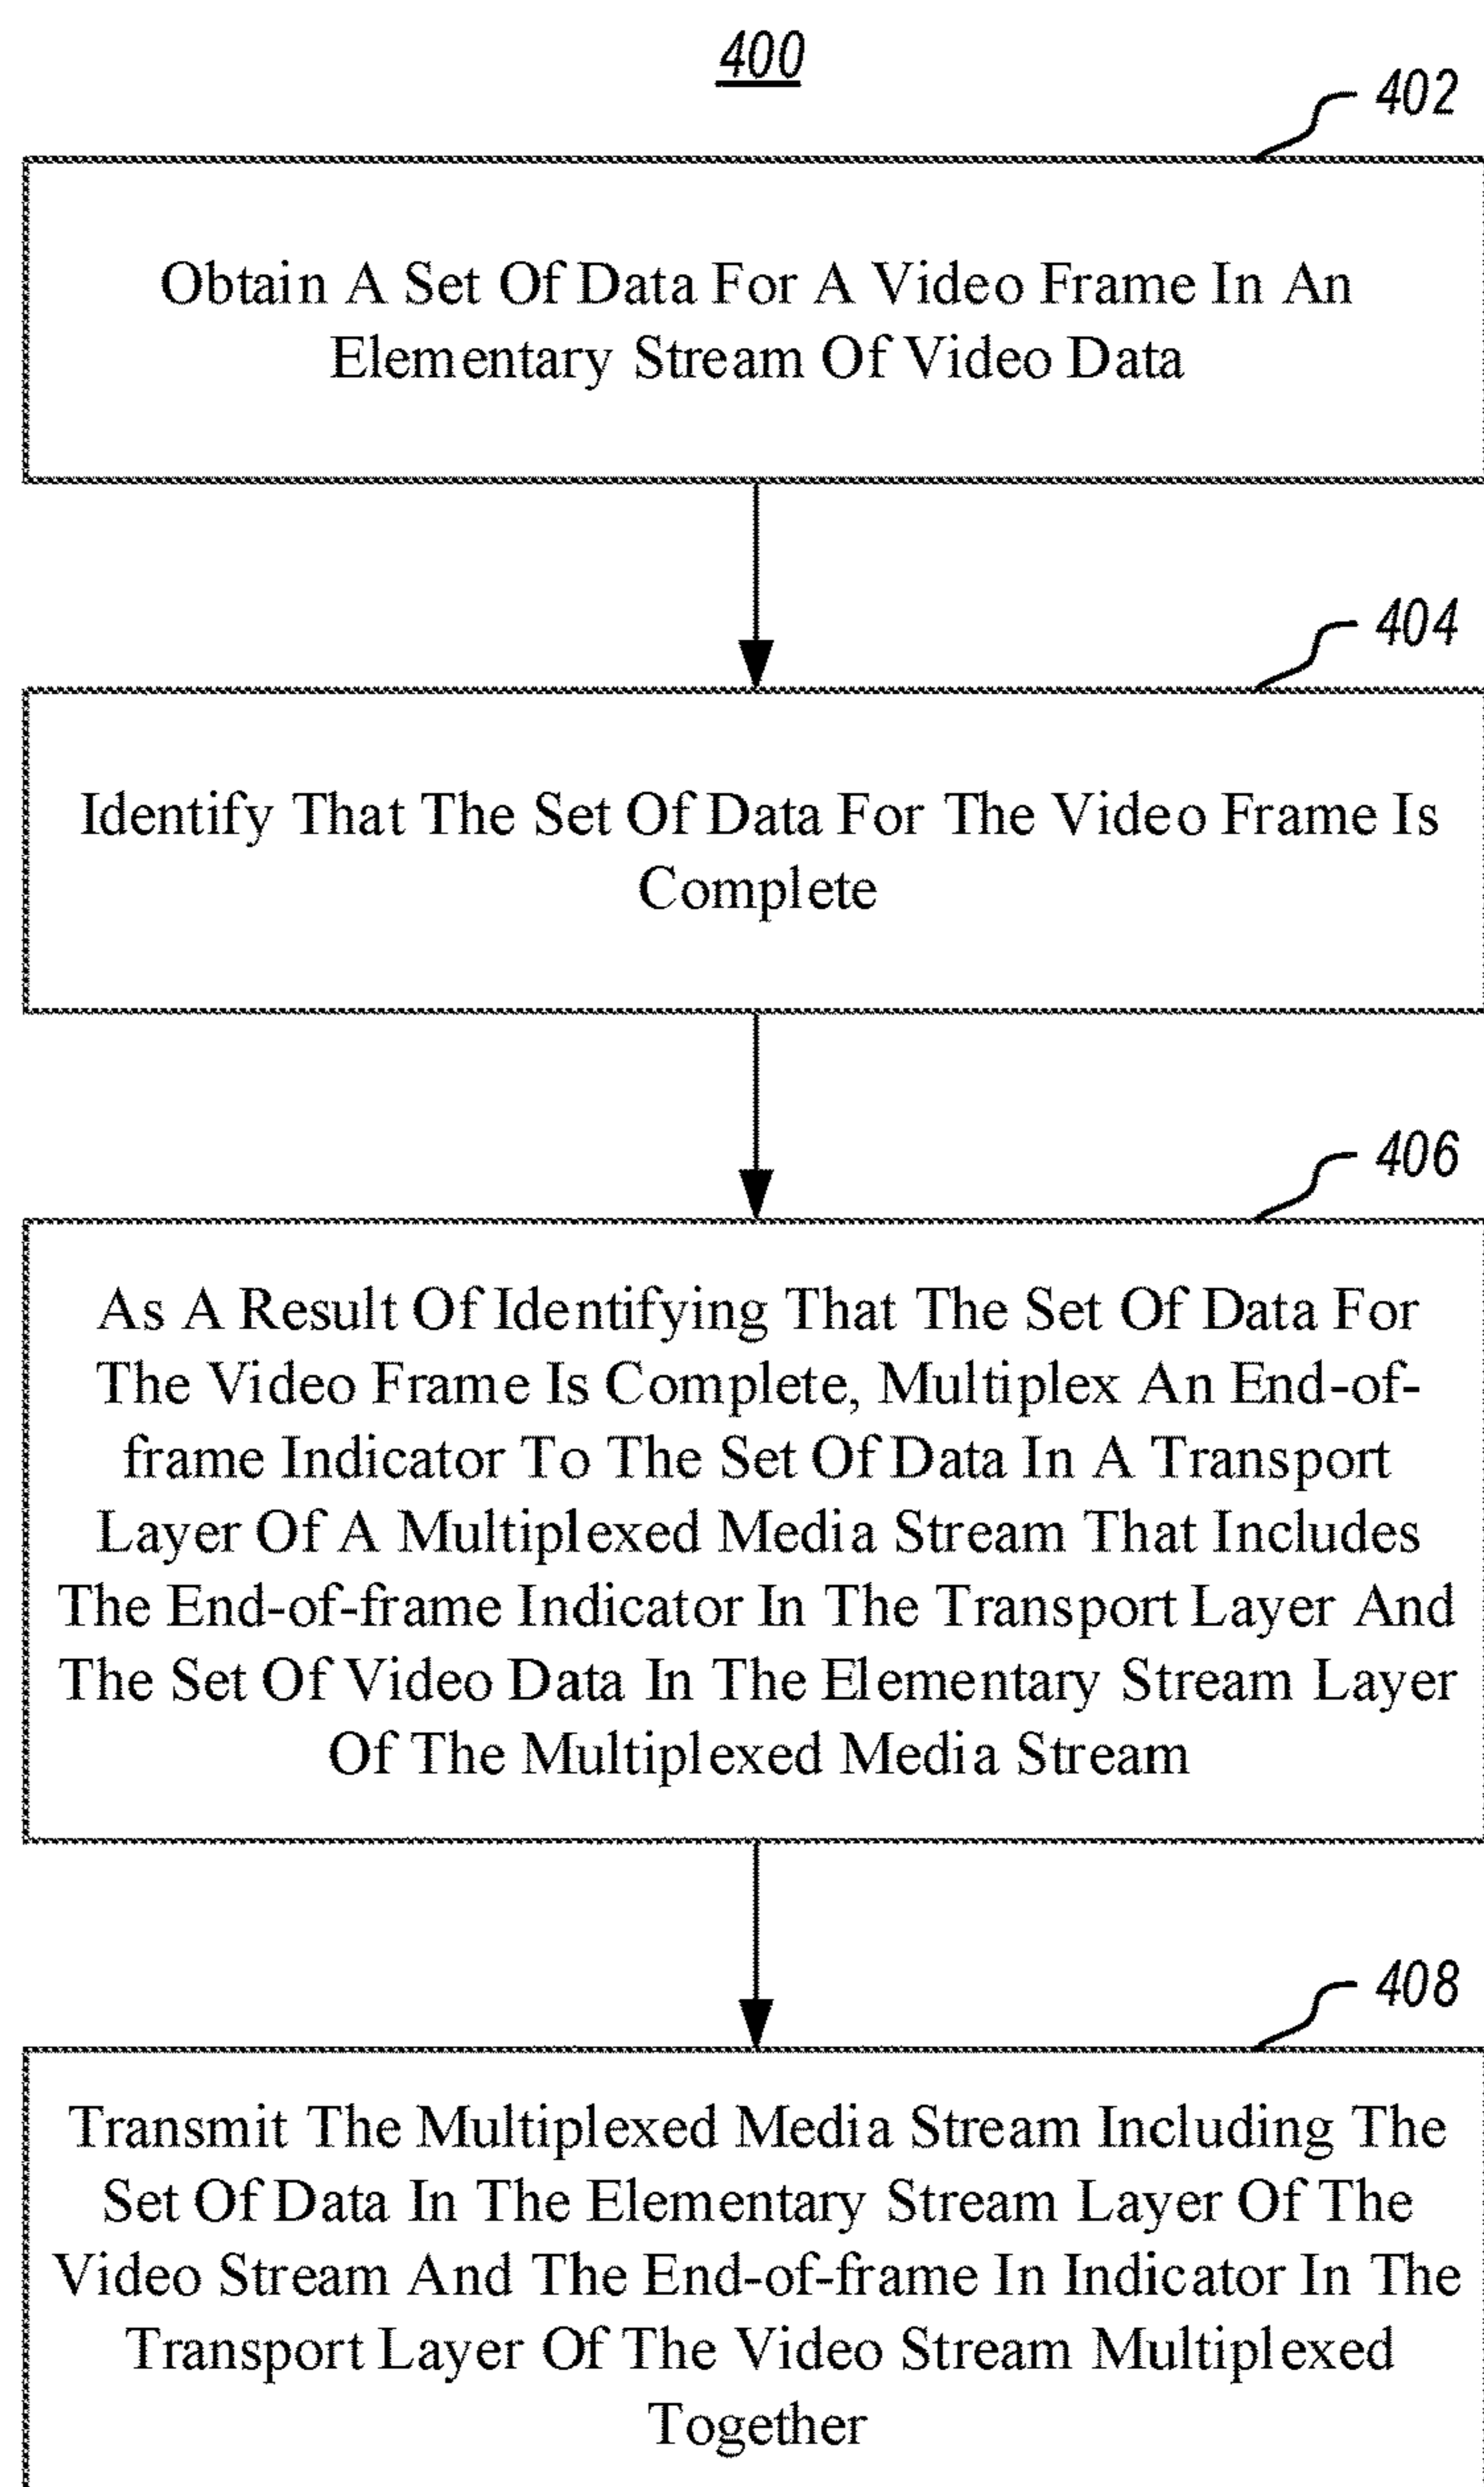 400
402
Obtain A Set Of Data For A Video Frame In An
Elementary Stream Of Video Data
404
Identify That The Set Of Data For The Video Frame Is
Complete
406
As A Result Of Identifying That The Set Of Data For
The Video Frame Is Complete, Multiplex An End-of-
frame Indicator To The Set Of Data In A Transport
Layer Of A Multiplexed Media Stream That Includes
The End-of-frame Indicator In The Transport Layer And
The Set Of Video Data In The Elementary Stream Layer
Of The Multiplexed Media Stream
408
Transmit The Multiplexed Media Stream Including The
Set Of Data In The Elementary Stream Layer Of The
Video Stream And The End-of-frame In Indicator In The
Transport Layer Of The Video Stream Multiplexed
Together